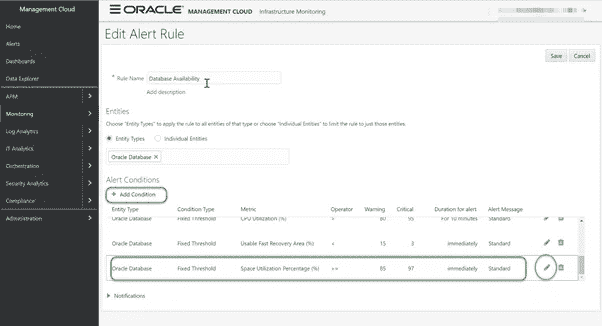 ORACLE MANAGEMENT CLOUD Infrastructure Monitoring
Home
Alerts
Dashboards
Data Explorer
APM
Monitoring
Log Analytics
IT Analytics
Orchestration
Security Analytics
Compliance
Administration
Edit Alert Rule
Save Cancel
* Rule Name Database Availability
Add description
Entities
Choose "Entity Types" to apply the rule to all entities of that type or choose "Individual Entities" to limit the rule to just those entities.
Entity Types Individual Entities
Oracle Database ×
Alert Conditions
+ Add Condition
Entity Type Condition Type Metric Operator Warning Critical Duration for alert Alert Message
Oracle Database Fixed Threshold CPU Utilization (%) > 80 95 For 10 minutes Standard
Oracle Database Fixed Threshold Usable Fast Recovery Area (%) 15 3 immediately Standard
Oracle Database Fixed Threshold Space Utilization Percentage (%) 85 97 immediately Standard
Notifications